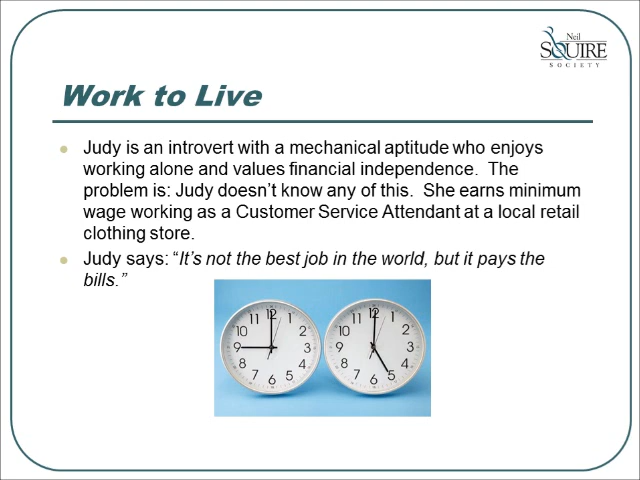 Neil
SQUIRE
SOCIETY
Work to Live
Judy is an introvert with a mechanical aptitude who enjoys
working alone and values financial independence.  The
problem is: Judy doesn’t know any of this.  She earns minimum
wage working as a Customer Service Attendant at a local retail
clothing store.
Judy says: “It’s not the best job in the world, but it pays the
bills.”
12 1 2 3 4 5 6 7 8 9 10 11
12 1 2 3 4 5 6 7 8 9 10 11